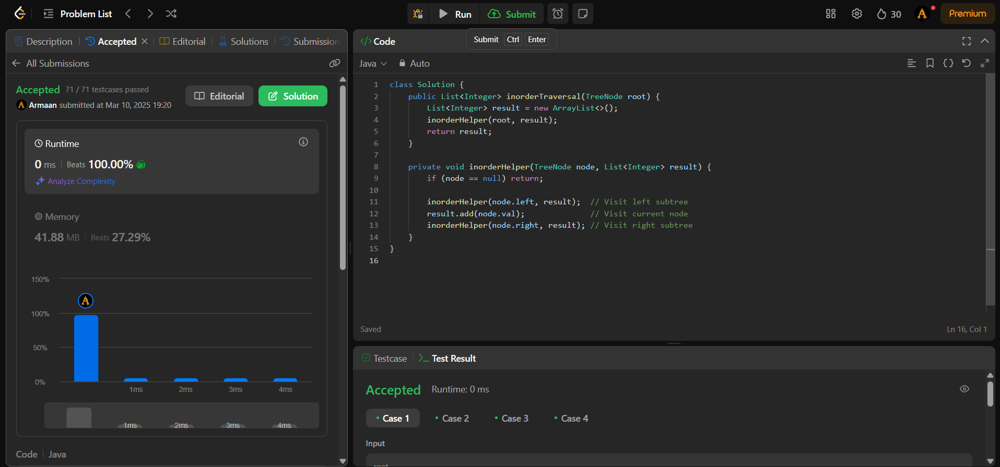 Problem List
Run
Submit
30
Premium
Description
Accepted
Editorial
Solutions
Submission
All Submissions
Accepted 71 / 71 testcases passed
Armaan submitted at Mar 10, 2025 19:20
Editorial
Solution
Runtime
0 ms Beats 100.00%
Analyze Complexity
Memory
41.88 MB Beats 27.29%
150%
100%
50%
0%
1ms 2ms 3ms 4ms
1ms 2ms 3ms 4ms
Code Java
</>Code
Submit Ctrl Enter
Java Auto
1 class Solution {
2 public List<Integer> inorderTraversal(TreeNode root) {
3 List<Integer> result = new ArrayList<>();
4 inorderHelper(root, result);
5 return result;
6 }
7
8 private void inorderHelper(TreeNode node, List<Integer> result) {
9 if (node == null) return;
10
11 inorderHelper(node.left, result); // Visit left subtree
12 result.add(node.val); // Visit current node
13 inorderHelper(node.right, result); // Visit right subtree
14 }
15 }
16
Saved
Ln 16, Col 1
Testcase
Test Result
Accepted Runtime: 0 ms
Case 1
Case 2
Case 3
Case 4
Input
root